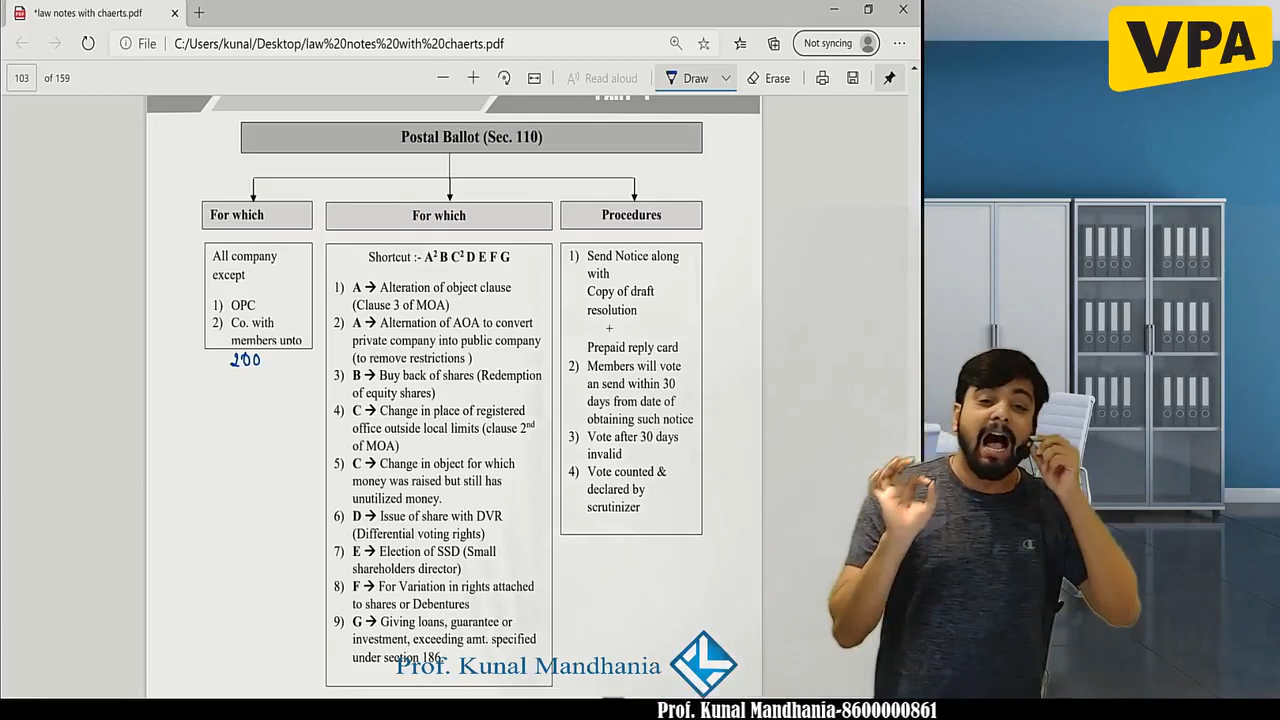 *law notes with chaerts.pdf
File
C:/Users/kunal/Desktop/law%20notes%20with%20chaerts.pdf
Not syncing
103 of 159
Read aloud
Draw
Erase
VPA
Postal Ballot (Sec. 110)
For which
All company
except
1) OPC
2) Co. with
members upto
200
For which
Shortcut :- A² B C² D E F G
1) A → Alteration of object clause
(Clause 3 of MOA)
2) A → Alternation of AOA to convert
private company into public company
(to remove restrictions )
3) B → Buy back of shares (Redemption
of equity shares)
4) C → Change in place of registered
office outside local limits (clause 2nd
of MOA)
5) C → Change in object for which
money was raised but still has
unutilized money.
6) D → Issue of share with DVR
(Differential voting rights)
7) E → Election of SSD (Small
shareholders director)
8) F → For Variation in rights attached
to shares or Debentures
9) G → Giving loans, guarantee or
investment, exceeding amt. specified
under section 186.
Procedures
1) Send Notice along
with
Copy of draft
resolution
+
Prepaid reply card
2) Members will vote
an send within 30
days from date of
obtaining such notice
3) Vote after 30 days
invalid
4) Vote counted &
declared by
scrutinizer
Prof. Kunal Mandhania
Prof. Kunal Mandhania-8600000861